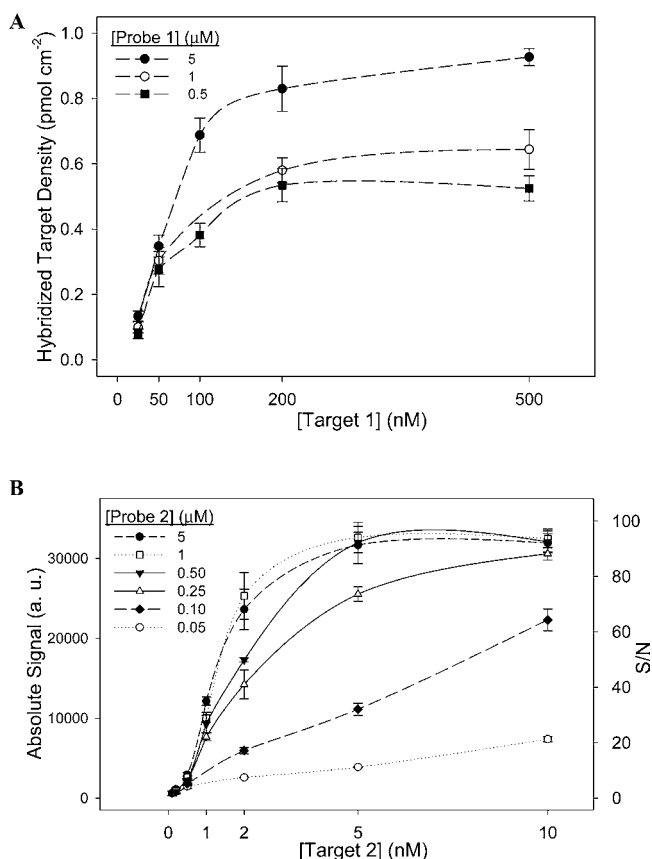 A
[Probe 1] (μM)
5
1
0.5
Hybridized Target Density (pmol cm⁻²)
1.0
0.8
0.6
0.4
0.2
0.0
0 50 100 200 500
[Target 1] (nM)
B
[Probe 2] (μM)
5
1
0.50
0.25
0.10
0.05
Absolute Signal (a. u.)
30000
20000
10000
0
100
80
60
40
20
0
S/N
0 1 2 5 10
[Target 2] (nM)